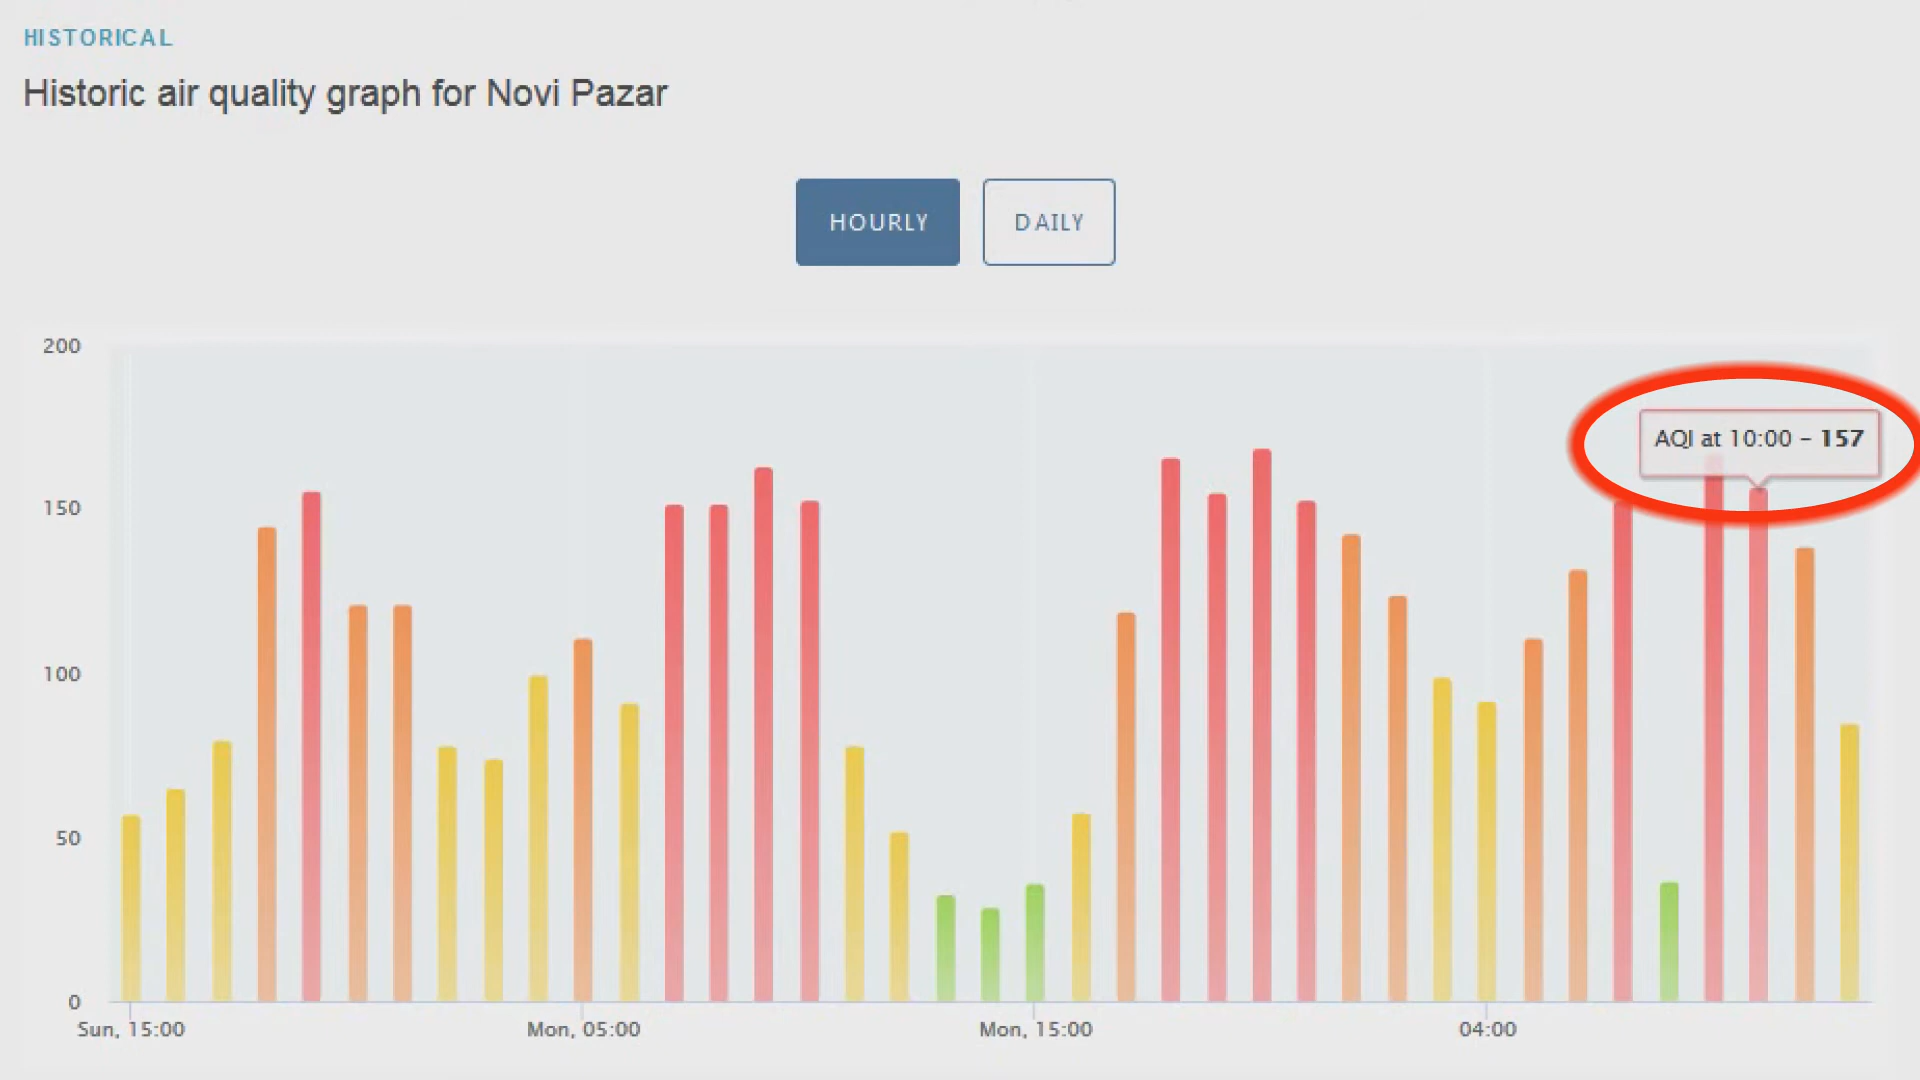 HISTORICAL
Historic air quality graph for Novi Pazar
HOURLY DAILY
200
150
100
50
0
AQI at 10:00 – 157
Sun, 15:00 Mon, 05:00 Mon, 15:00 04:00